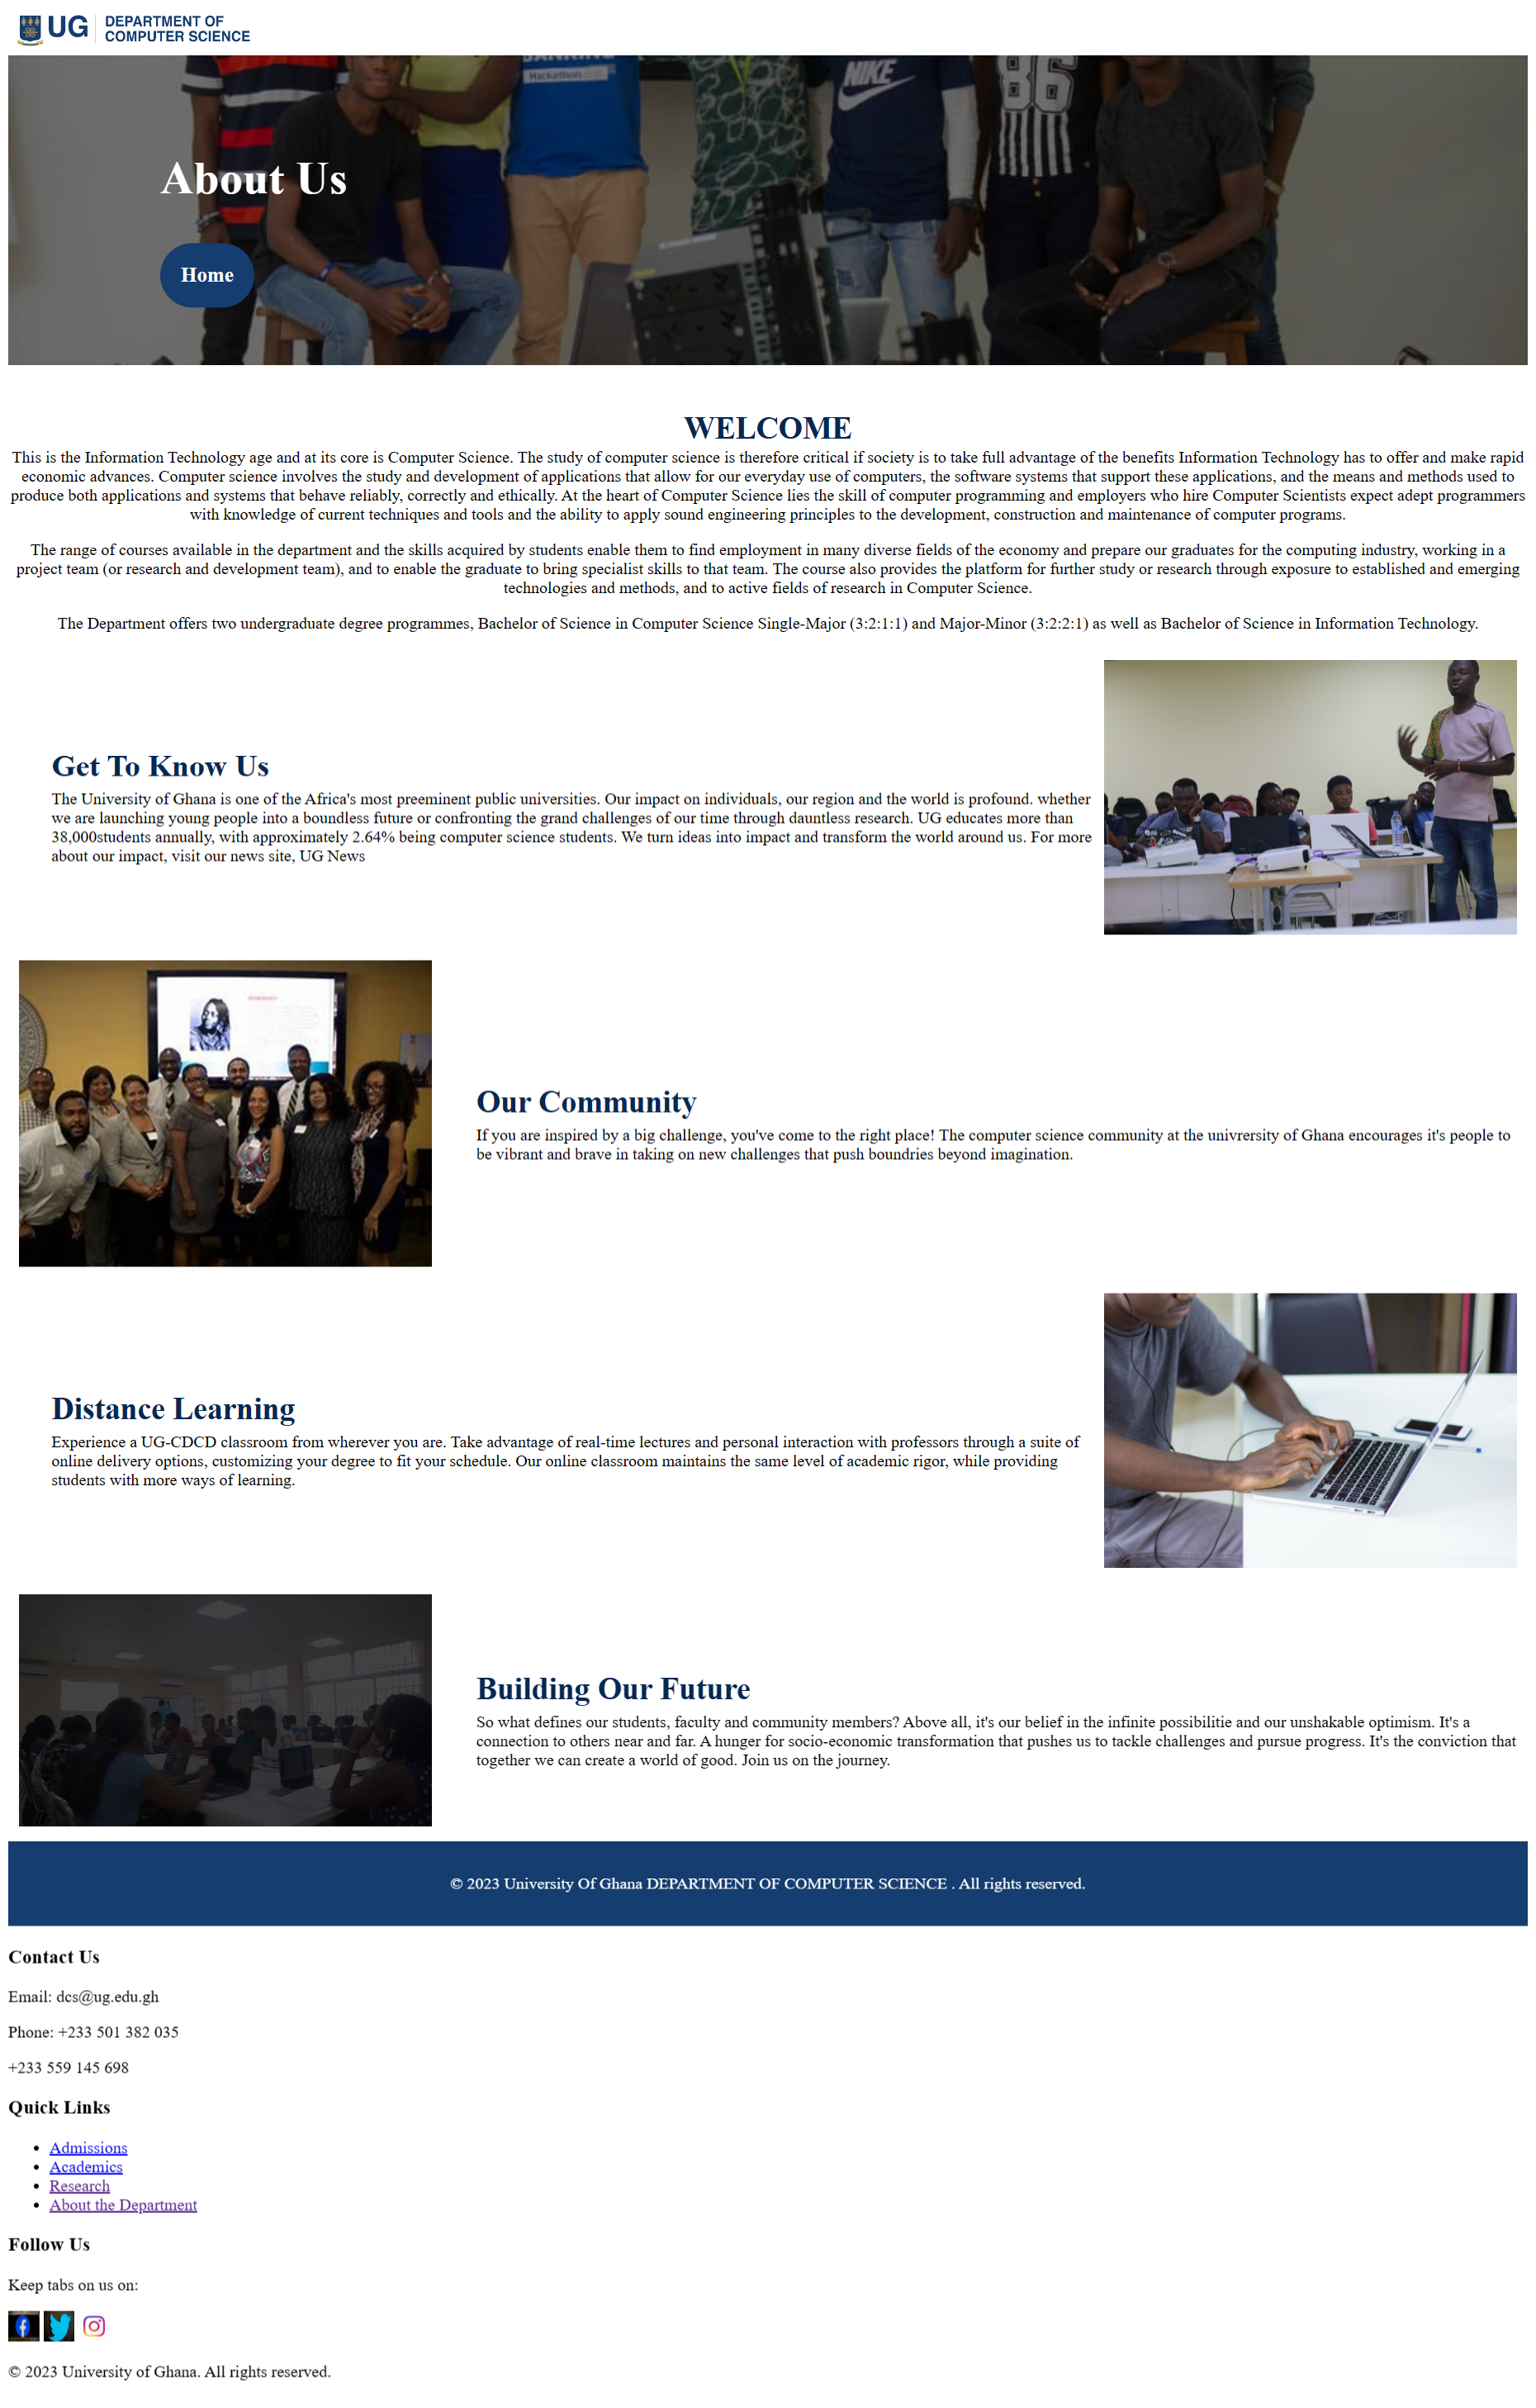 UG
DEPARTMENT OF
COMPUTER SCIENCE
BANKING
Hackathon
NIKE
86
About Us
Home
WELCOME
This is the Information Technology age and at its core is Computer Science. The study of computer science is therefore critical if society is to take full advantage of the benefits Information Technology has to offer and make rapid
economic advances. Computer science involves the study and development of applications that allow for our everyday use of computers, the software systems that support these applications, and the means and methods used to
produce both applications and systems that behave reliably, correctly and ethically. At the heart of Computer Science lies the skill of computer programming and employers who hire Computer Scientists expect adept programmers
with knowledge of current techniques and tools and the ability to apply sound engineering principles to the development, construction and maintenance of computer programs.
The range of courses available in the department and the skills acquired by students enable them to find employment in many diverse fields of the economy and prepare our graduates for the computing industry, working in a
project team (or research and development team), and to enable the graduate to bring specialist skills to that team. The course also provides the platform for further study or research through exposure to established and emerging
technologies and methods, and to active fields of research in Computer Science.
The Department offers two undergraduate degree programmes, Bachelor of Science in Computer Science Single-Major (3:2:1:1) and Major-Minor (3:2:2:1) as well as Bachelor of Science in Information Technology.
Get To Know Us
The University of Ghana is one of the Africa's most preeminent public universities. Our impact on individuals, our region and the world is profound. whether
we are launching young people into a boundless future or confronting the grand challenges of our time through dauntless research. UG educates more than
38,000students annually, with approximately 2.64% being computer science students. We turn ideas into impact and transform the world around us. For more
about our impact, visit our news site, UG News
Our Community
If you are inspired by a big challenge, you've come to the right place! The computer science community at the univrersity of Ghana encourages it's people to
be vibrant and brave in taking on new challenges that push boundries beyond imagination.
Distance Learning
Experience a UG-CDCD classroom from wherever you are. Take advantage of real-time lectures and personal interaction with professors through a suite of
online delivery options, customizing your degree to fit your schedule. Our online classroom maintains the same level of academic rigor, while providing
students with more ways of learning.
Building Our Future
So what defines our students, faculty and community members? Above all, it's our belief in the infinite possibilitie and our unshakable optimism. It's a
connection to others near and far. A hunger for socio-economic transformation that pushes us to tackle challenges and pursue progress. It's the conviction that
together we can create a world of good. Join us on the journey.
© 2023 University Of Ghana DEPARTMENT OF COMPUTER SCIENCE . All rights reserved.
Contact Us
Email: dcs@ug.edu.gh
Phone: +233 501 382 035
+233 559 145 698
Quick Links
• Admissions
• Academics
• Research
• About the Department
Follow Us
Keep tabs on us on:
© 2023 University of Ghana. All rights reserved.